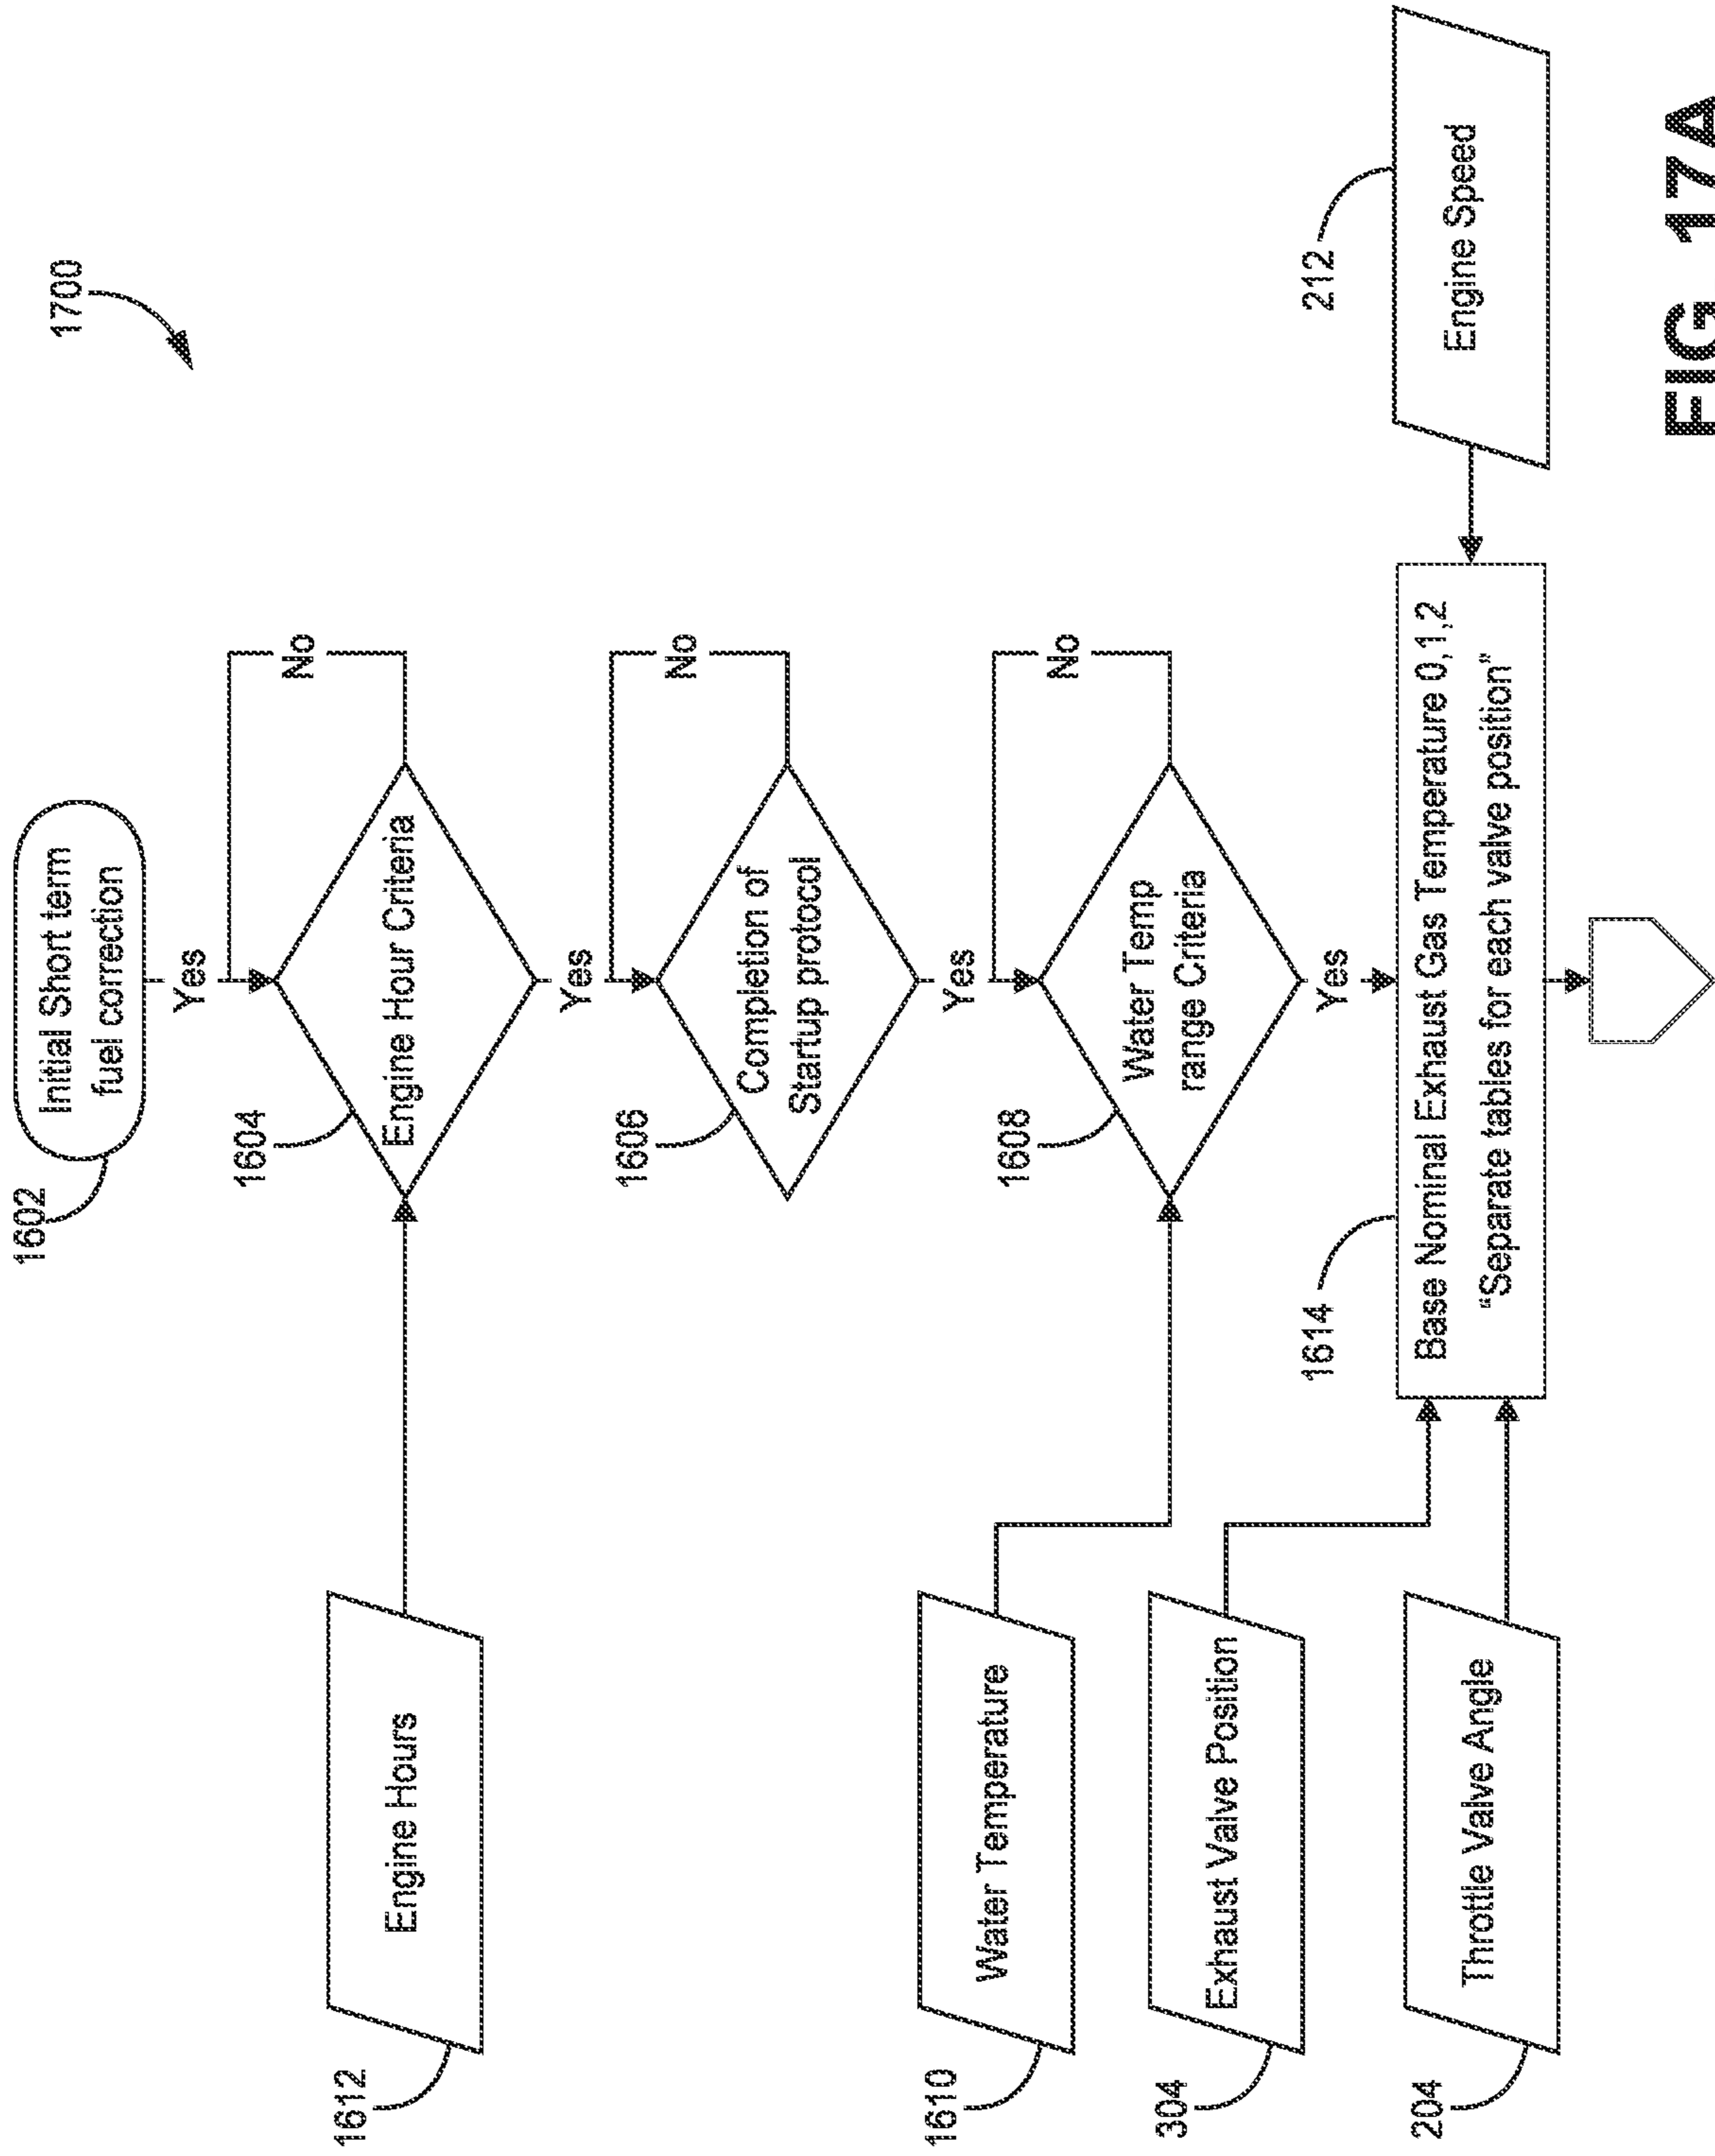 1700
1602
Initial Short term
fuel correction
Yes
1612
Engine Hours
1604
Engine Hour Criteria
No
Yes
1606
Completion of
Startup protocol
No
Yes
1610
Water Temperature
1608
Water Temp
range Criteria
No
Yes
304
Exhaust Valve Position
204
Throttle Valve Angle
1614
Base Nominal Exhaust Gas Temperature 0,1,2
“Separate tables for each valve position”
212
Engine Speed
FIG 17A